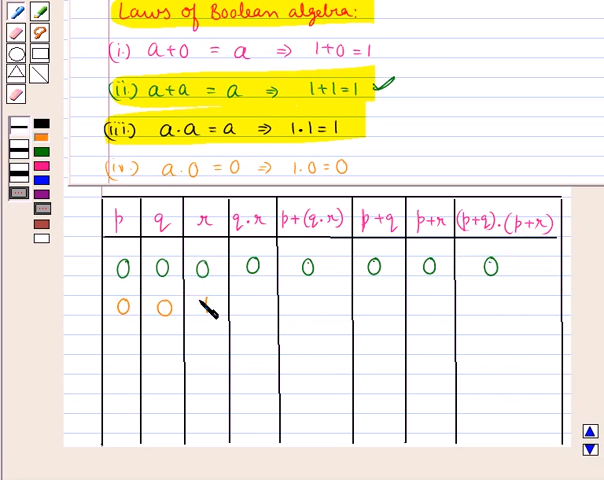 Laws of Boolean algebra:
(i.) a+0 = a ⇒ 1+0=1
(ii.) a+a = a ⇒ 1+1=1 ✓
(iii.) a.a = a ⇒ 1.1=1
(iv.) a.0 = 0 ⇒ 1.0=0
p q r q.r p+(q.r) p+q p+r (p+q).(p+r)
0 0 0 0 0 0 0 0
0 0 1